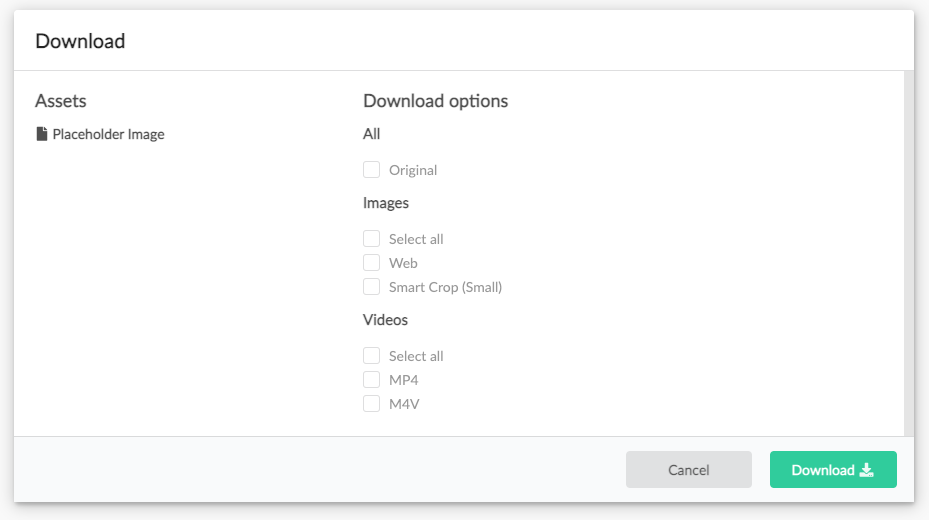 Download
Assets
Placeholder Image
Download options
All
Original
Images
Select all
Web
Smart Crop (Small)
Videos
Select all
MP4
M4V
Cancel
Download